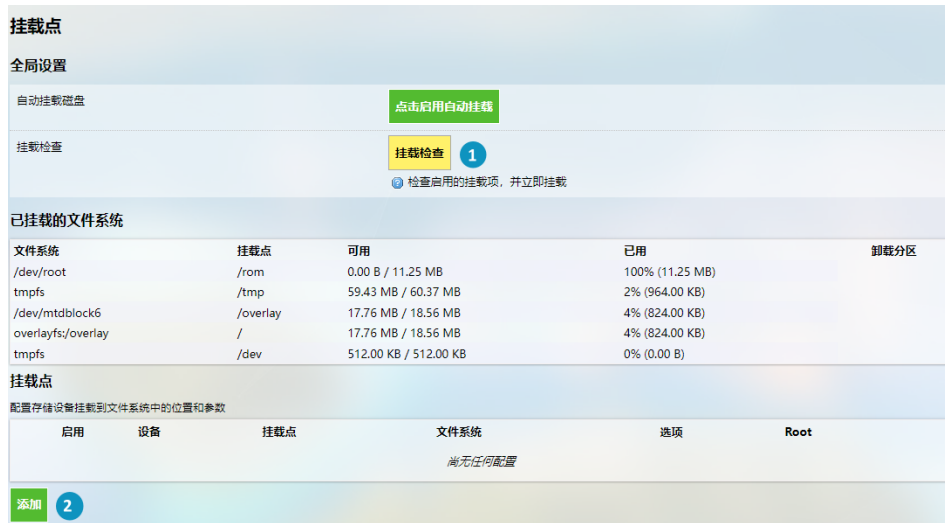 挂载点
全局设置
自动挂载磁盘 点击启用自动挂载
挂载检查 挂载检查 1
检查启用的挂载项，并立即挂载
已挂载的文件系统
文件系统 挂载点 可用 已用 卸载分区
/dev/root /rom 0.00 B / 11.25 MB 100% (11.25 MB)
tmpfs /tmp 59.43 MB / 60.37 MB 2% (964.00 KB)
/dev/mtdblock6 /overlay 17.76 MB / 18.56 MB 4% (824.00 KB)
overlayfs:/overlay / 17.76 MB / 18.56 MB 4% (824.00 KB)
tmpfs /dev 512.00 KB / 512.00 KB 0% (0.00 B)
挂载点
配置存储设备挂载到文件系统中的位置和参数
启用 设备 挂载点 文件系统 选项 Root
尚无任何配置
添加 2